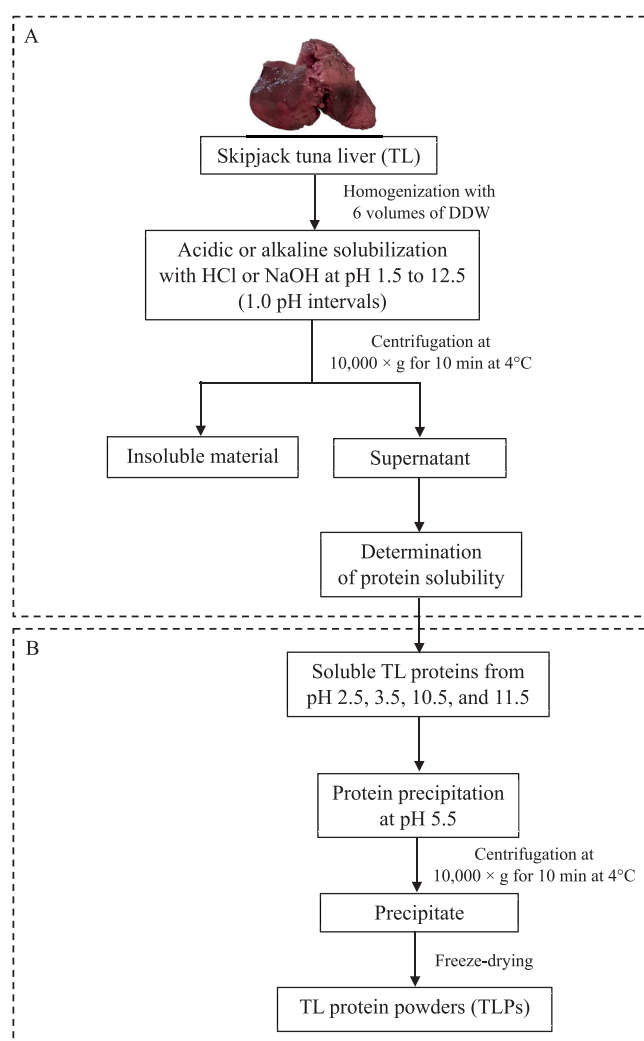 A
Skipjack tuna liver (TL)
Homogenization with
6 volumes of DDW
Acidic or alkaline solubilization
with HCl or NaOH at pH 1.5 to 12.5
(1.0 pH intervals)
Centrifugation at
10,000 × g for 10 min at 4°C
Insoluble material
Supernatant
Determination
of protein solubility
B
Soluble TL proteins from
pH 2.5, 3.5, 10.5, and 11.5
Protein precipitation
at pH 5.5
Centrifugation at
10,000 × g for 10 min at 4°C
Precipitate
Freeze-drying
TL protein powders (TLPs)